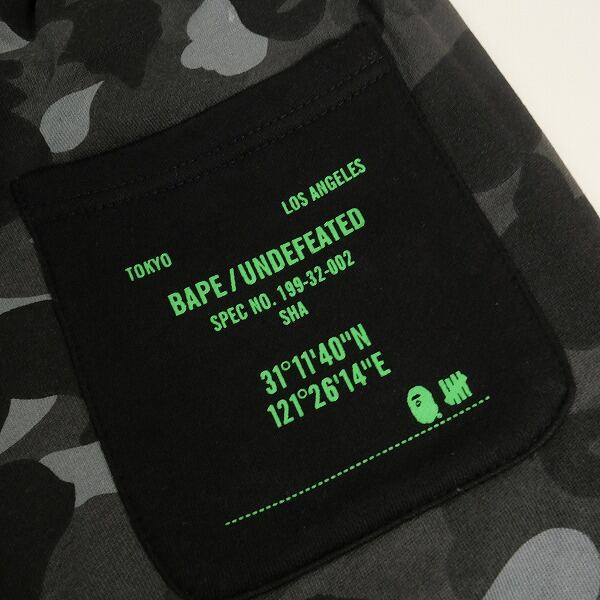 TOKYO LOS ANGELES
BAPE / UNDEFEATED
SPEC NO. 199-32-002
SHA
31°11'40"N
121°26'14"E